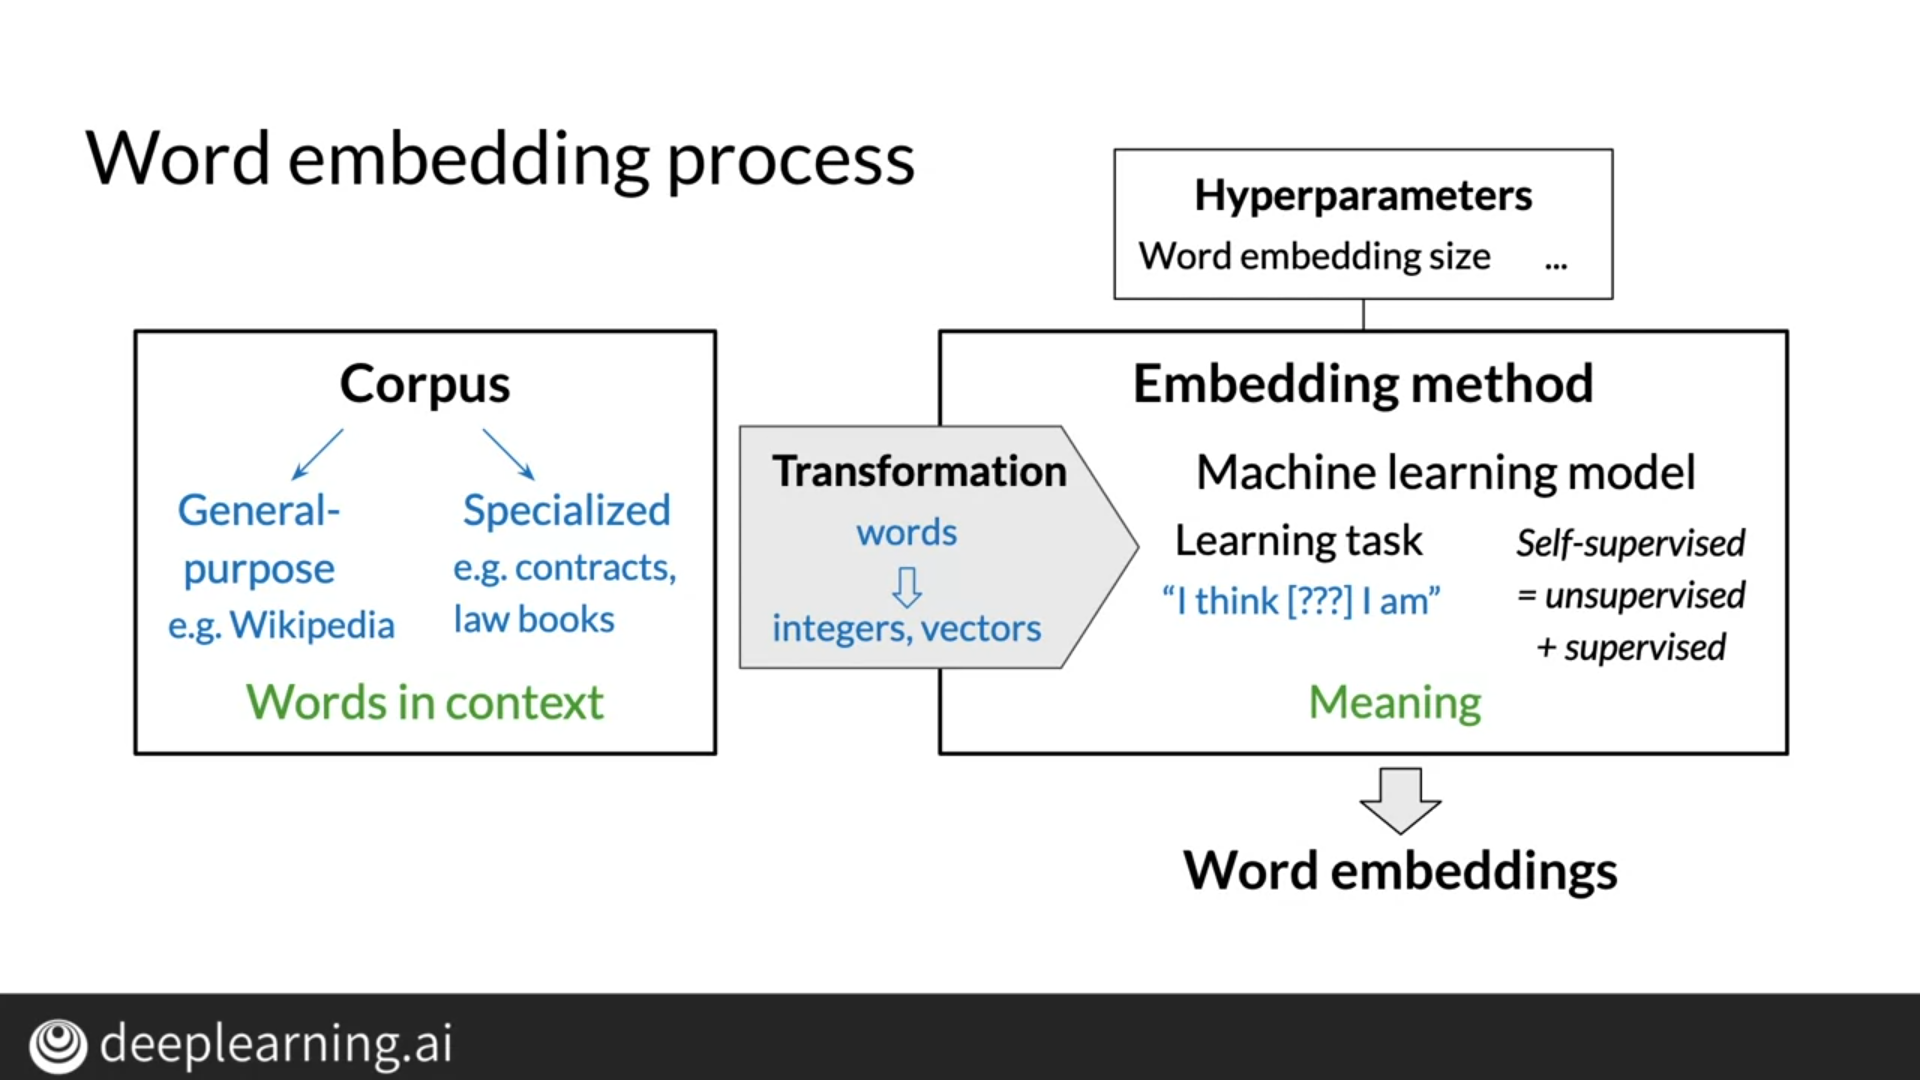 Word embedding process
Hyperparameters
Word embedding size ...
Corpus
General-
purpose
e.g. Wikipedia
Specialized
e.g. contracts,
law books
Words in context
Transformation
words
integers, vectors
Embedding method
Machine learning model
Learning task
“I think [???] I am”
Self-supervised
= unsupervised
+ supervised
Meaning
Word embeddings
deeplearning.ai